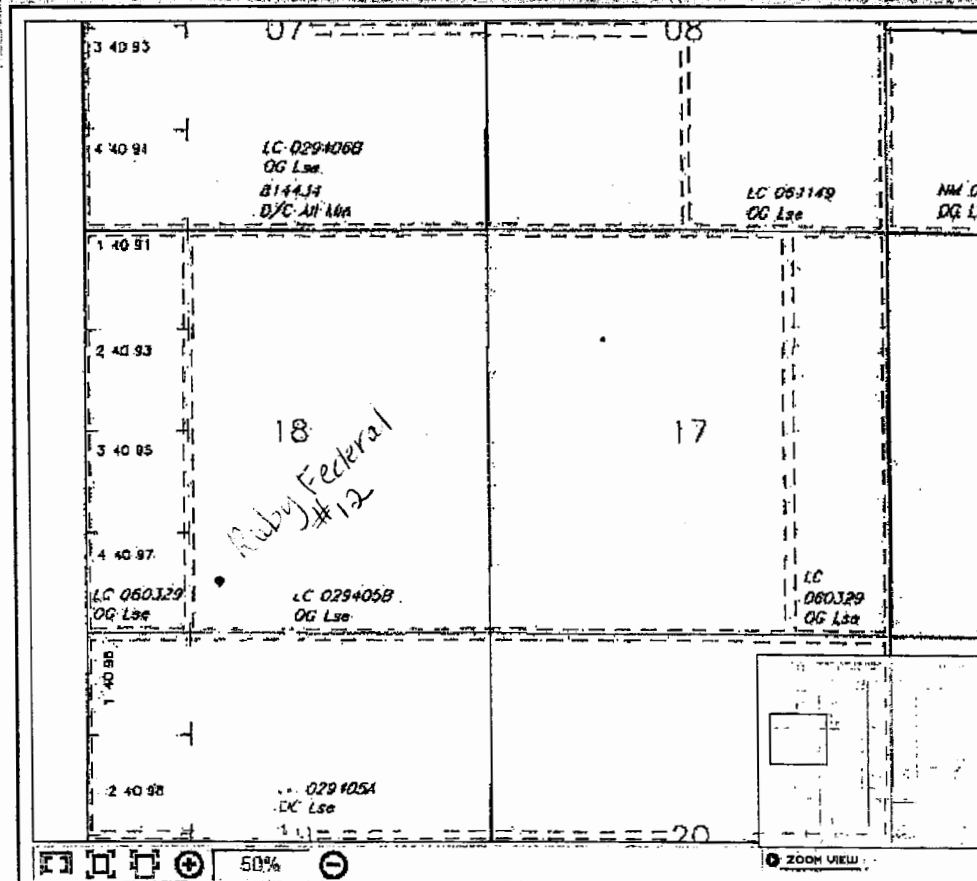 07
08
3 40 93
4 40 91
LC 029406B
OG Lse
814434
D/C All Min
LC 063149
OG Lse
1 40 91
2 40 93
18
17
3 40 95
Ruby Federal
#12
4 40 97
LC 060329
OG Lse
LC 029405B
OG Lse
LC
060329
OG Lse
1 40 98
2 40 98
029405A
Lse
20
50%
ZOOM VIEW